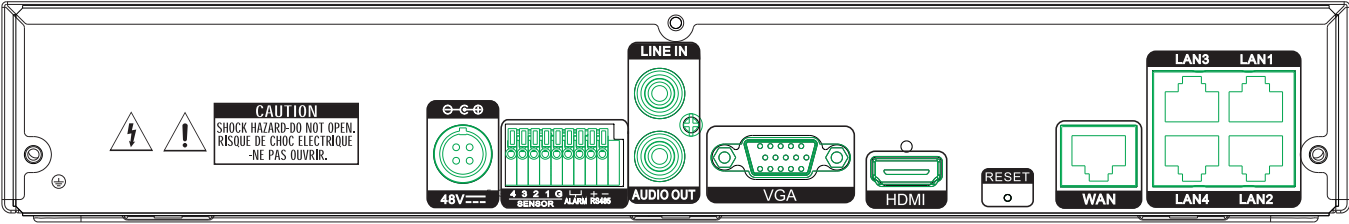 CAUTION
SHOCK HAZARD-DO NOT OPEN.
RISQUE DE CHOC ELECTRIQUE
-NE PAS OUVRIR.
48V
4 3 2 1 G
SENSOR
ALARM
+ −
RS485
LINE IN
AUDIO OUT
VGA
HDMI
RESET
WAN
LAN3 LAN1
LAN4 LAN2